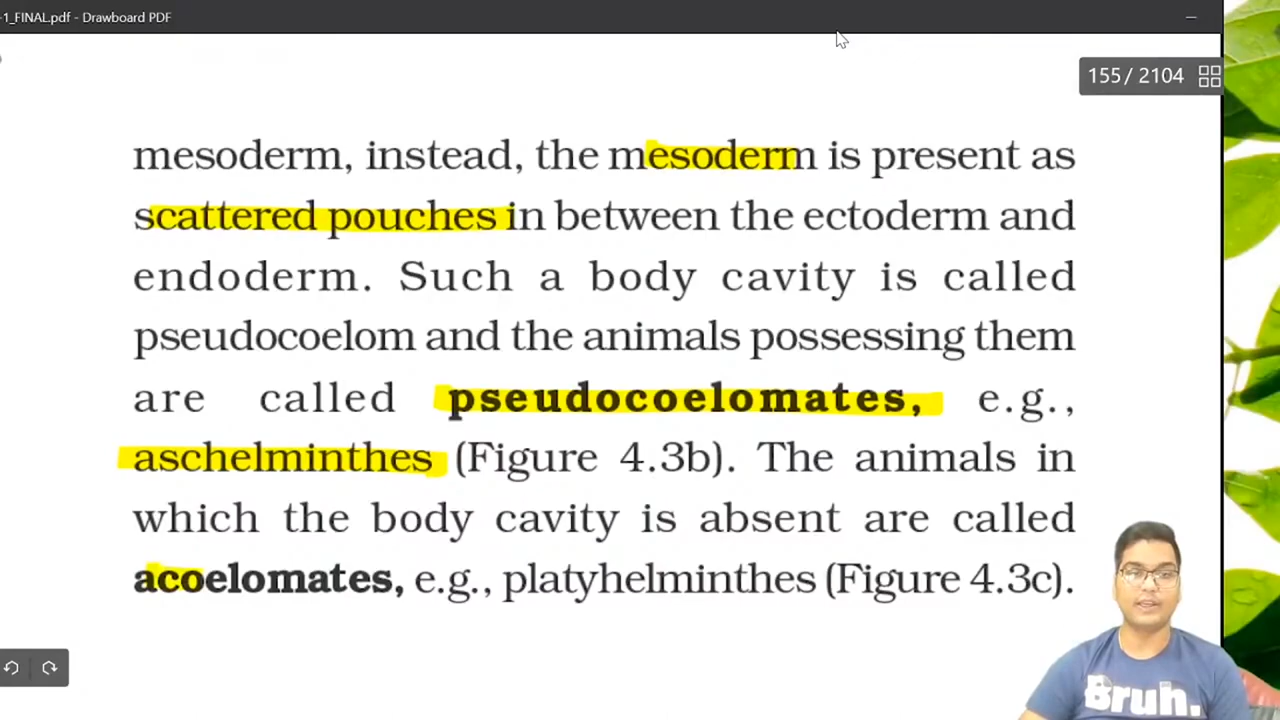 -1_FINAL.pdf - Drawboard PDF
155 / 2104
mesoderm, instead, the mesoderm is present as
scattered pouches in between the ectoderm and
endoderm. Such a body cavity is called
pseudocoelom and the animals possessing them
are called pseudocoelomates, e.g.,
aschelminthes (Figure 4.3b). The animals in
which the body cavity is absent are called
acoelomates, e.g., platyhelminthes (Figure 4.3c).
Bruh.